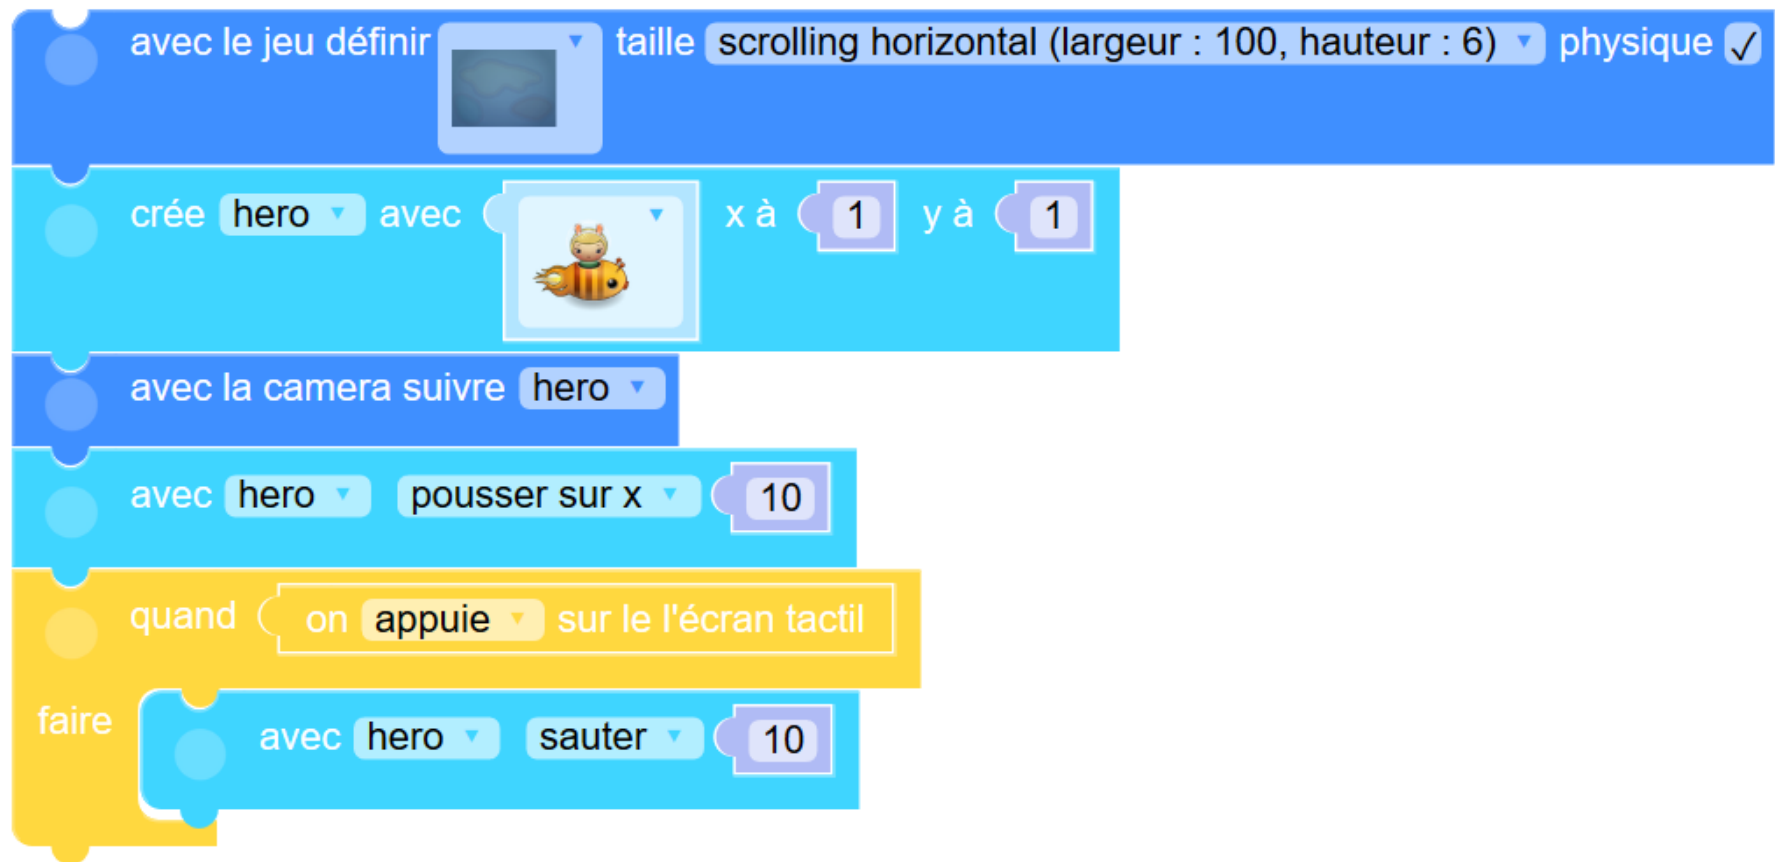 avec le jeu définir taille scrolling horizontal (largeur : 100, hauteur : 6) physique ✓
crée hero avec x à 1 y à 1
avec la camera suivre hero
avec hero pousser sur x 10
quand on appuie sur le l'écran tactil
faire avec hero sauter 10